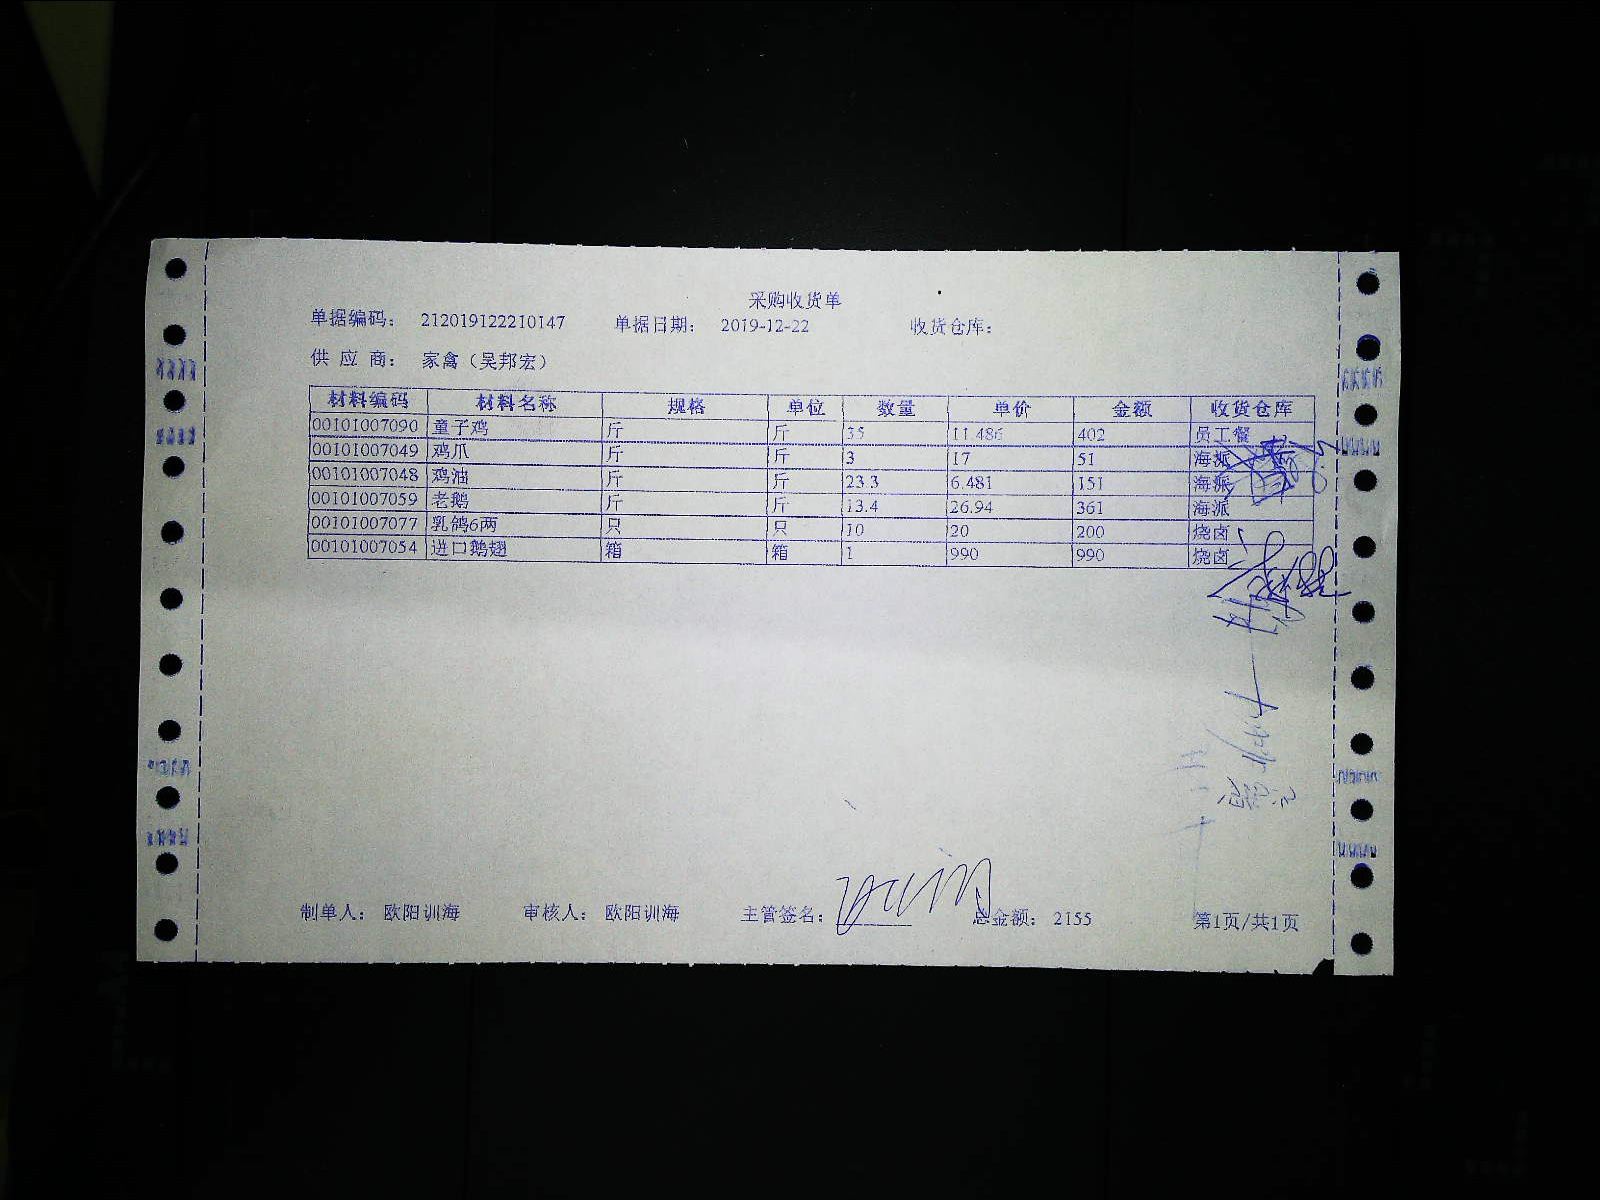 采购收货单
单据编码： 212019122210147 单据日期： 2019-12-22 收货仓库：
供 应 商： 家禽（吴邦宏）
材料编码 材料名称 规格 单位 数量 单价 金额 收货仓库
00101007090 童子鸡 斤 斤 35 11.486 402 员工餐
00101007049 鸡爪 斤 斤 3 17 51 海派
00101007048 鸡油 斤 斤 23.3 6.481 151 海派
00101007059 老鹅 斤 斤 13.4 26.94 361 海派
00101007077 乳鸽6两 只 只 10 20 200 烧卤
00101007054 进口鹅翅 箱 箱 1 990 990 烧卤
制单人： 欧阳训海 审核人： 欧阳训海 主管签名： 总金额： 2155 第1页/共1页